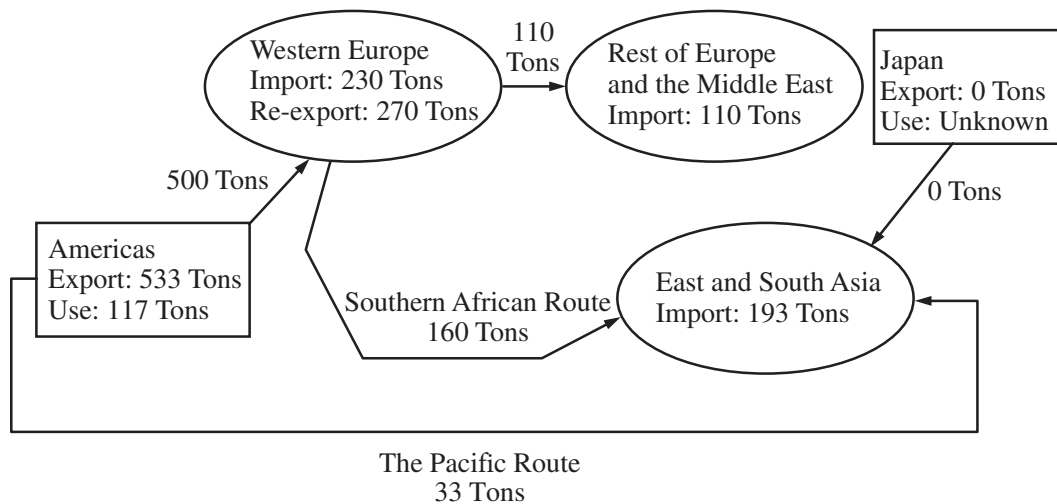 Western Europe
Import: 230 Tons
Re-export: 270 Tons
110
Tons
Rest of Europe
and the Middle East
Import: 110 Tons
Japan
Export: 0 Tons
Use: Unknown
500 Tons
0 Tons
Americas
Export: 533 Tons
Use: 117 Tons
Southern African Route
160 Tons
East and South Asia
Import: 193 Tons
The Pacific Route
33 Tons